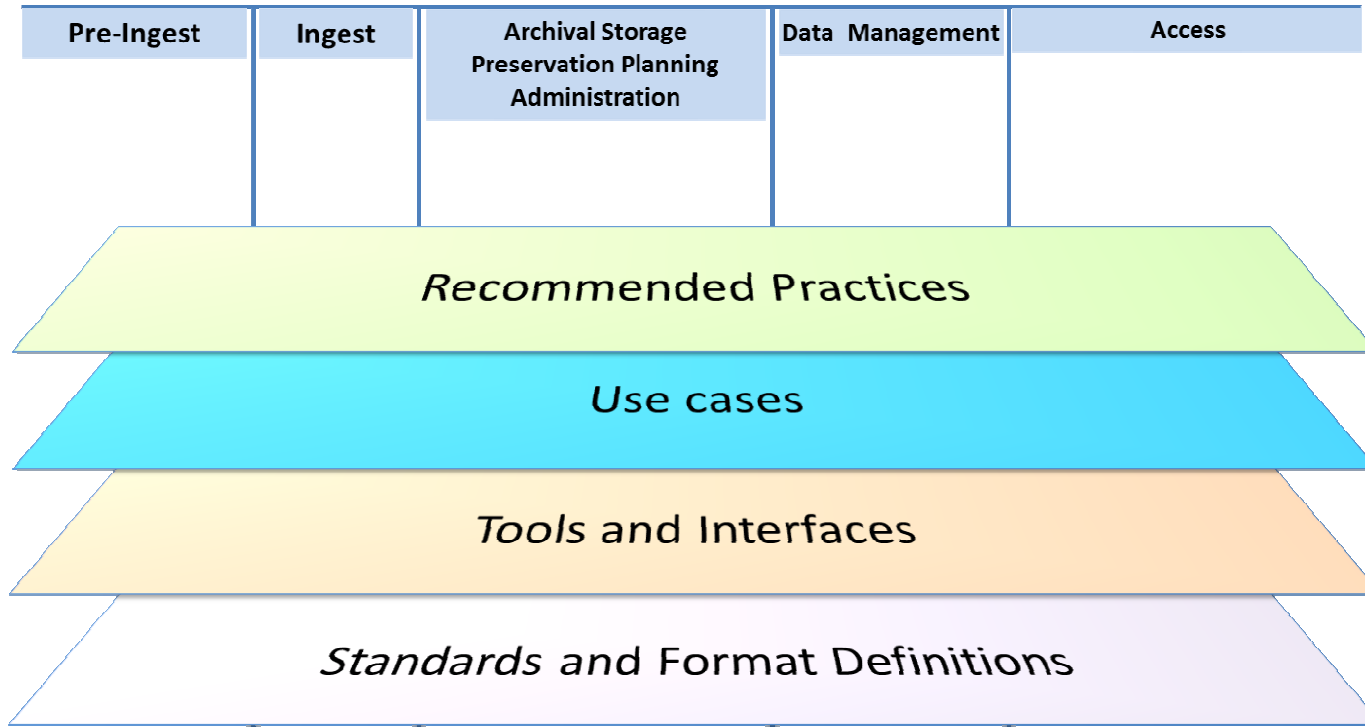 Pre-Ingest
Ingest
Archival Storage
Preservation Planning
Administration
Data Management
Access
Recommended Practices
Use cases
Tools and Interfaces
Standards and Format Definitions